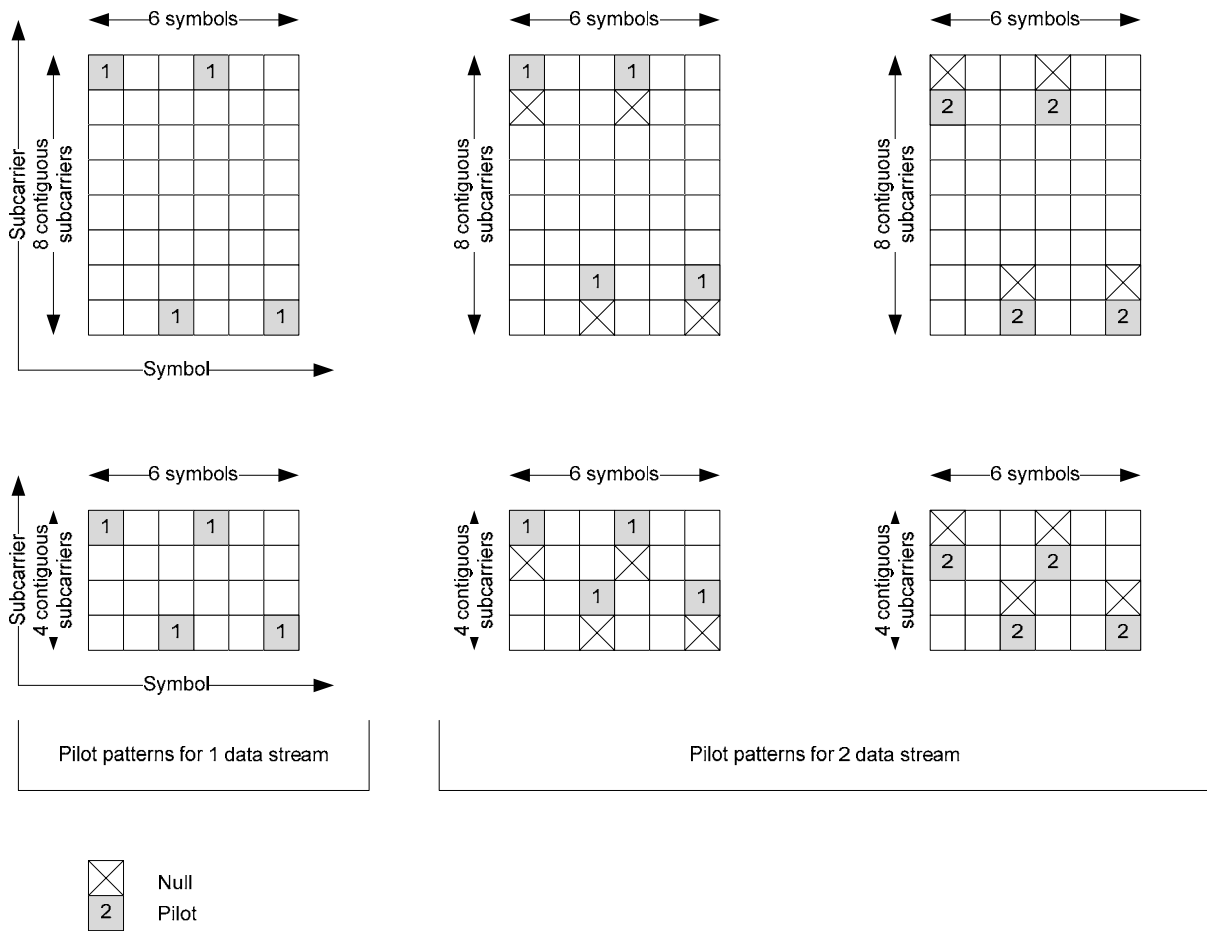 6 symbols
6 symbols
6 symbols
Subcarrier
8 contiguous
subcarriers
1 1
1 1
Symbol
8 contiguous
subcarriers
1 1
1 1
8 contiguous
subcarriers
2 2
2 2
6 symbols
6 symbols
6 symbols
Subcarrier
4 contiguous
subcarriers
1 1
1 1
Symbol
4 contiguous
subcarriers
1 1
1 1
4 contiguous
subcarriers
2 2
2 2
Pilot patterns for 1 data stream
Pilot patterns for 2 data stream
Null
2 Pilot